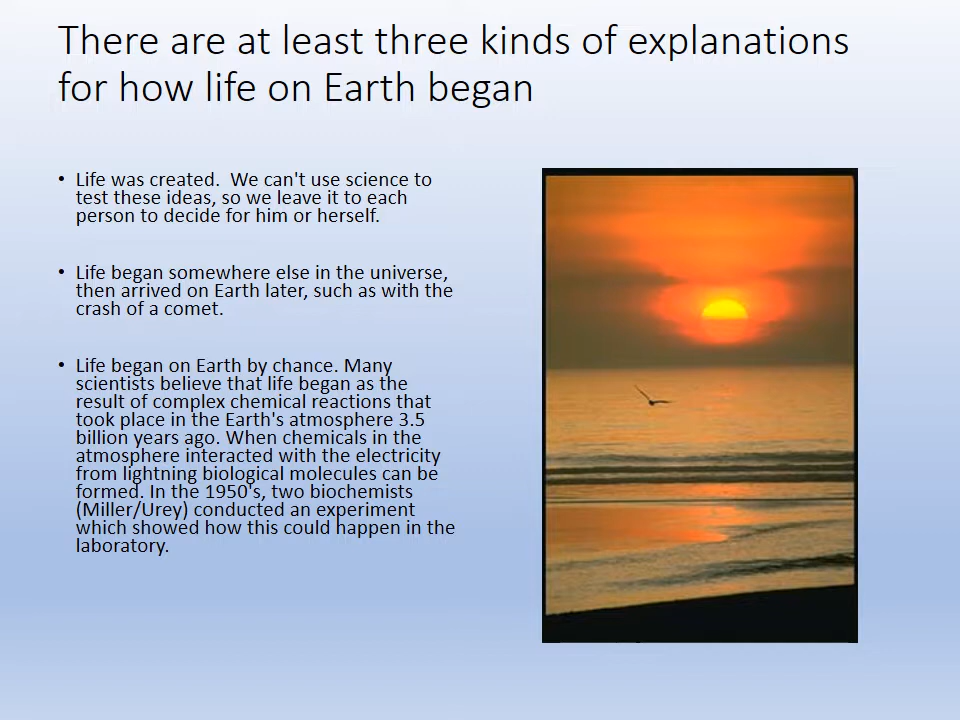 There are at least three kinds of explanations
for how life on Earth began
• Life was created.  We can't use science to
test these ideas, so we leave it to each
person to decide for him or herself.
• Life began somewhere else in the universe,
then arrived on Earth later, such as with the
crash of a comet.
• Life began on Earth by chance. Many
scientists believe that life began as the
result of complex chemical reactions that
took place in the Earth's atmosphere 3.5
billion years ago. When chemicals in the
atmosphere interacted with the electricity
from lightning biological molecules can be
formed. In the 1950's, two biochemists
(Miller/Urey) conducted an experiment
which showed how this could happen in the
laboratory.